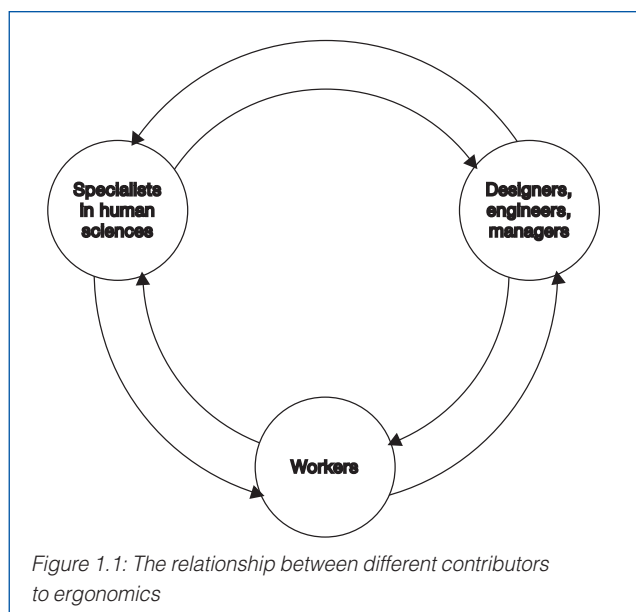 Specialists
in human
sciences
Designers,
engineers,
managers
Workers
Figure 1.1: The relationship between different contributors
to ergonomics